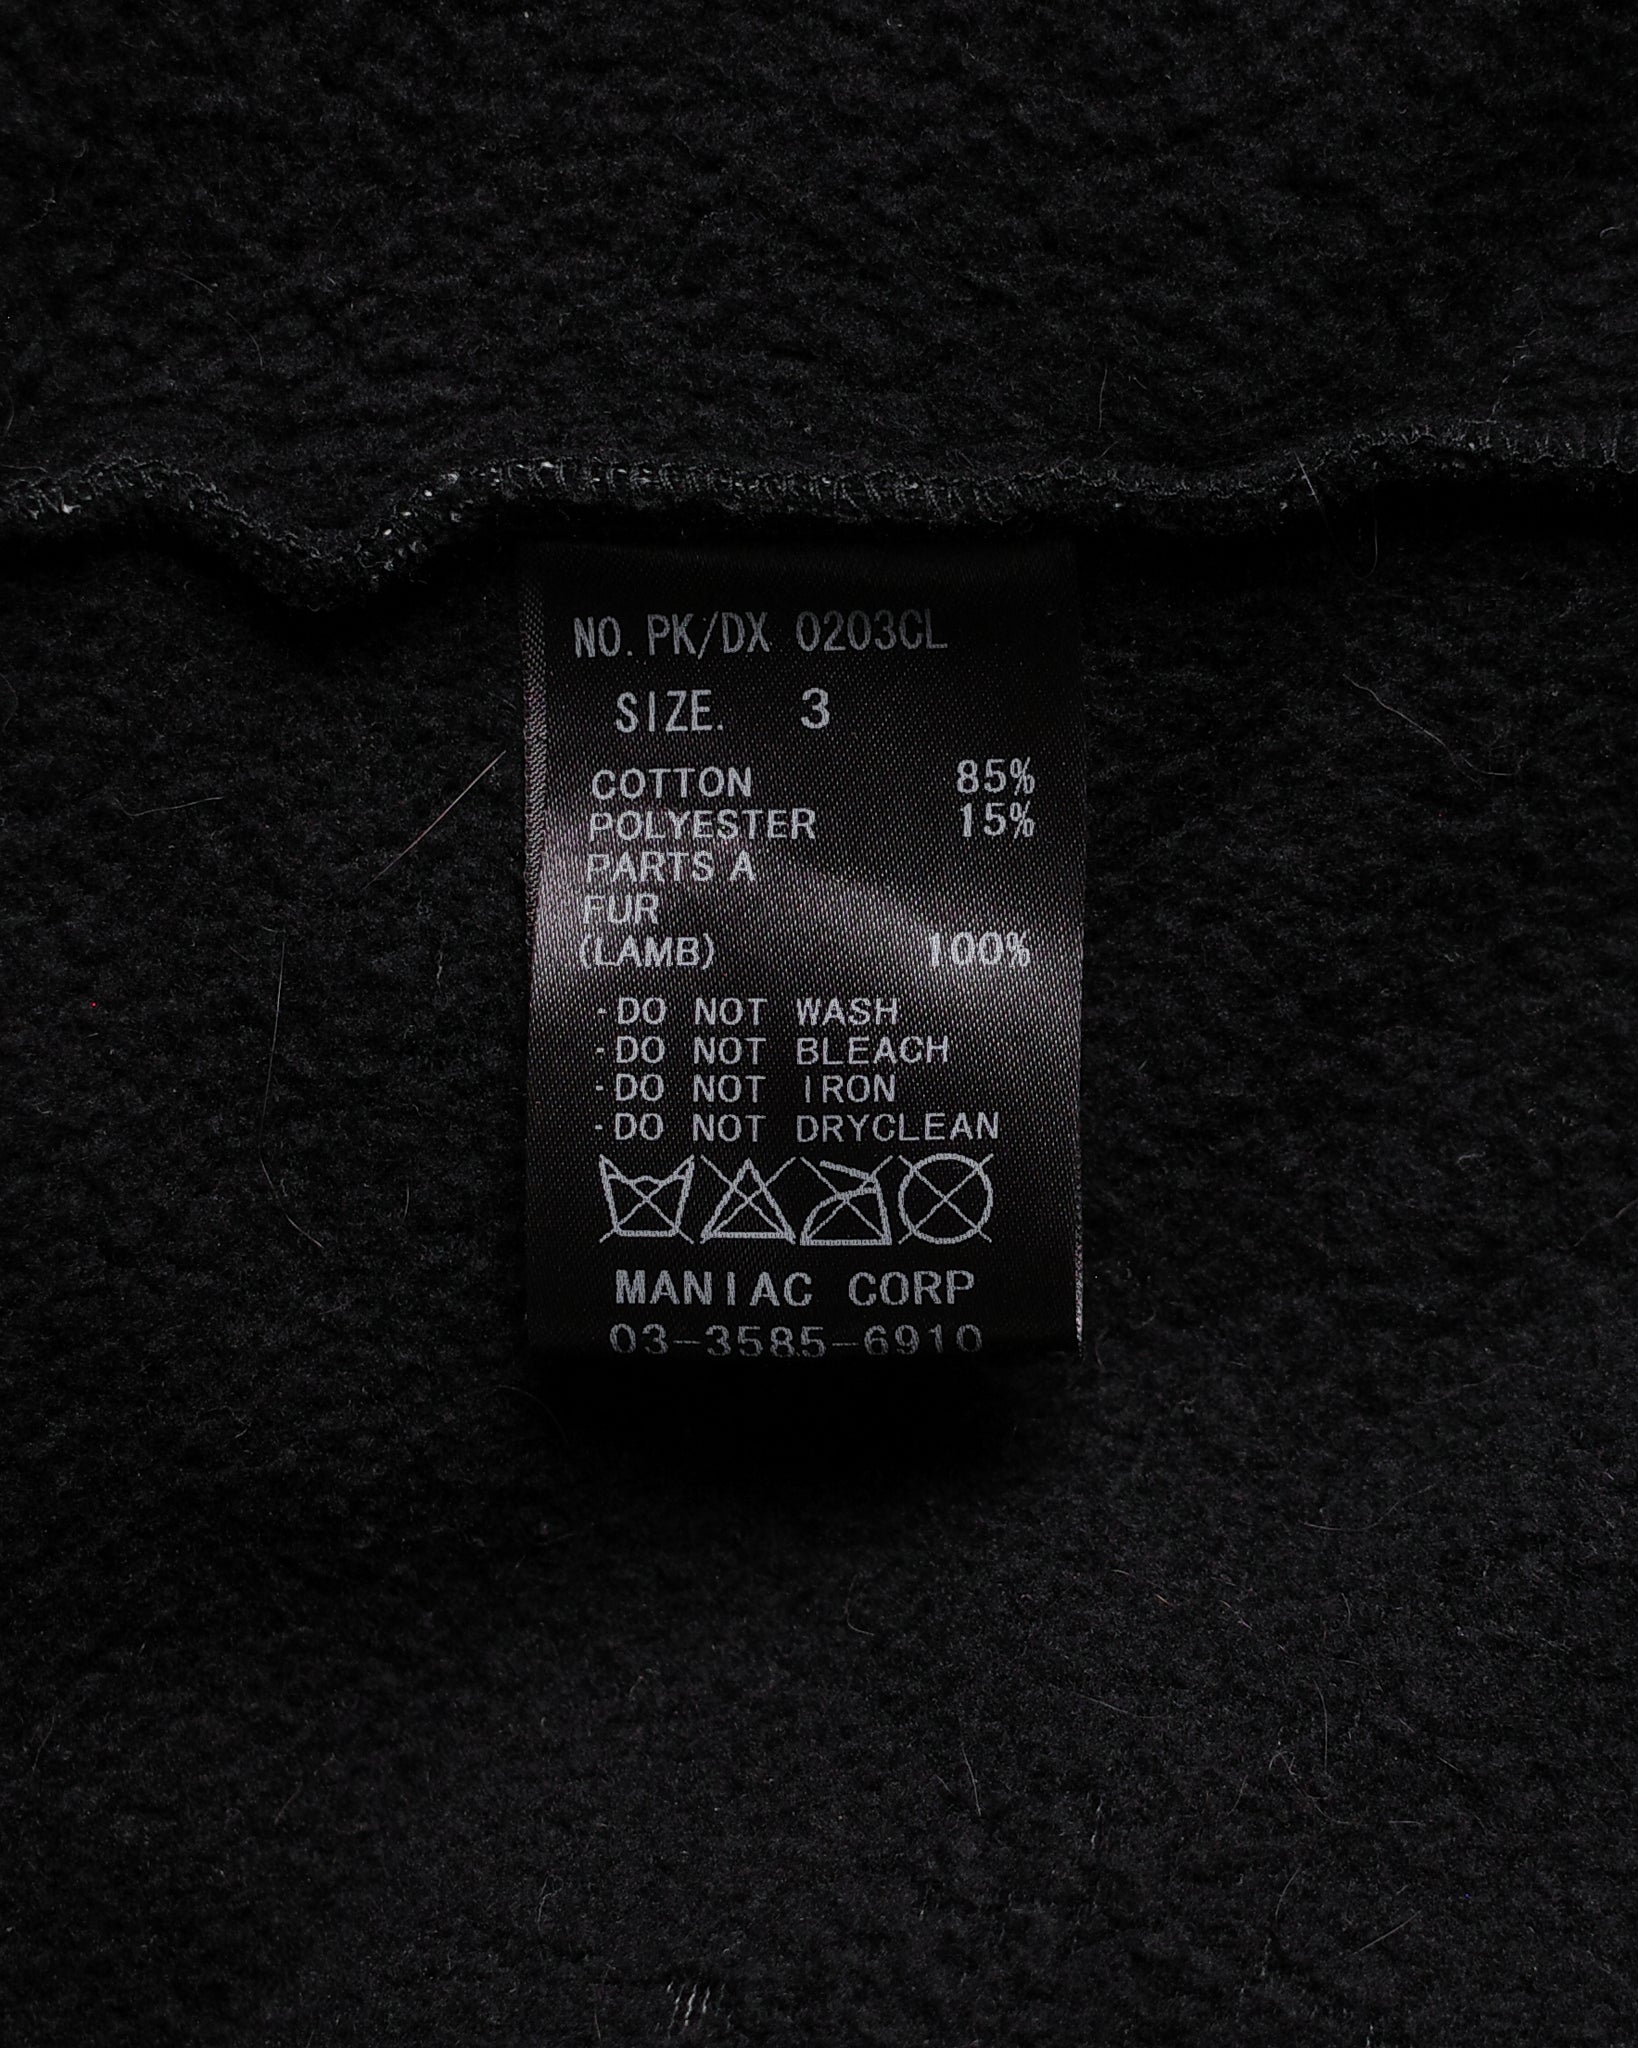 NO. PK/DX 0203CL
SIZE. 3
COTTON 85%
POLYESTER 15%
PARTS A
FUR
(LAMB) 100%
-DO NOT WASH
-DO NOT BLEACH
-DO NOT IRON
-DO NOT DRYCLEAN
MANIAC CORP
03-3585-6910